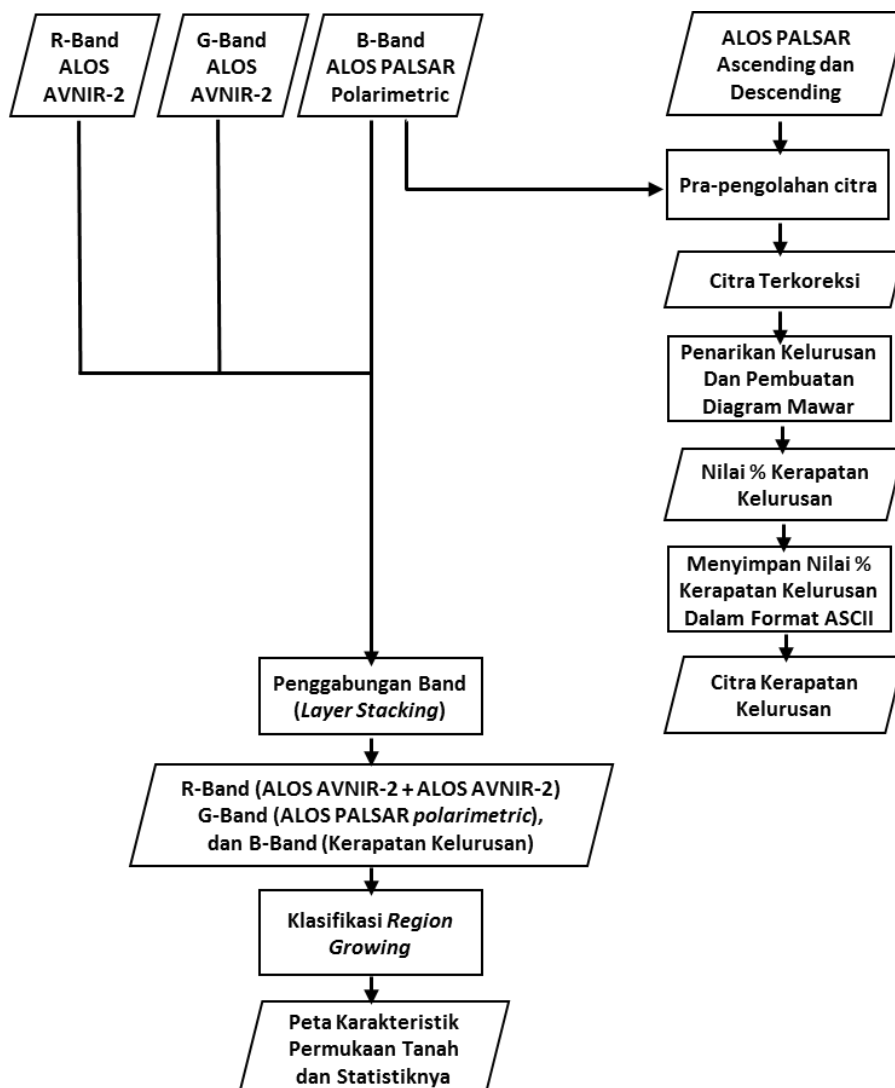 R-Band
ALOS
AVNIR-2
G-Band
ALOS
AVNIR-2
B-Band
ALOS PALSAR
Polarimetric
ALOS PALSAR
Ascending dan
Descending
Pra-pengolahan citra
Citra Terkoreksi
Penarikan Kelurusan
Dan Pembuatan
Diagram Mawar
Nilai % Kerapatan
Kelurusan
Menyimpan Nilai %
Kerapatan Kelurusan
Dalam Format ASCII
Citra Kerapatan
Kelurusan
Penggabungan Band
(Layer Stacking)
R-Band (ALOS AVNIR-2 + ALOS AVNIR-2)
G-Band (ALOS PALSAR polarimetric),
dan B-Band (Kerapatan Kelurusan)
Klasifikasi Region
Growing
Peta Karakteristik
Permukaan Tanah
dan Statistiknya